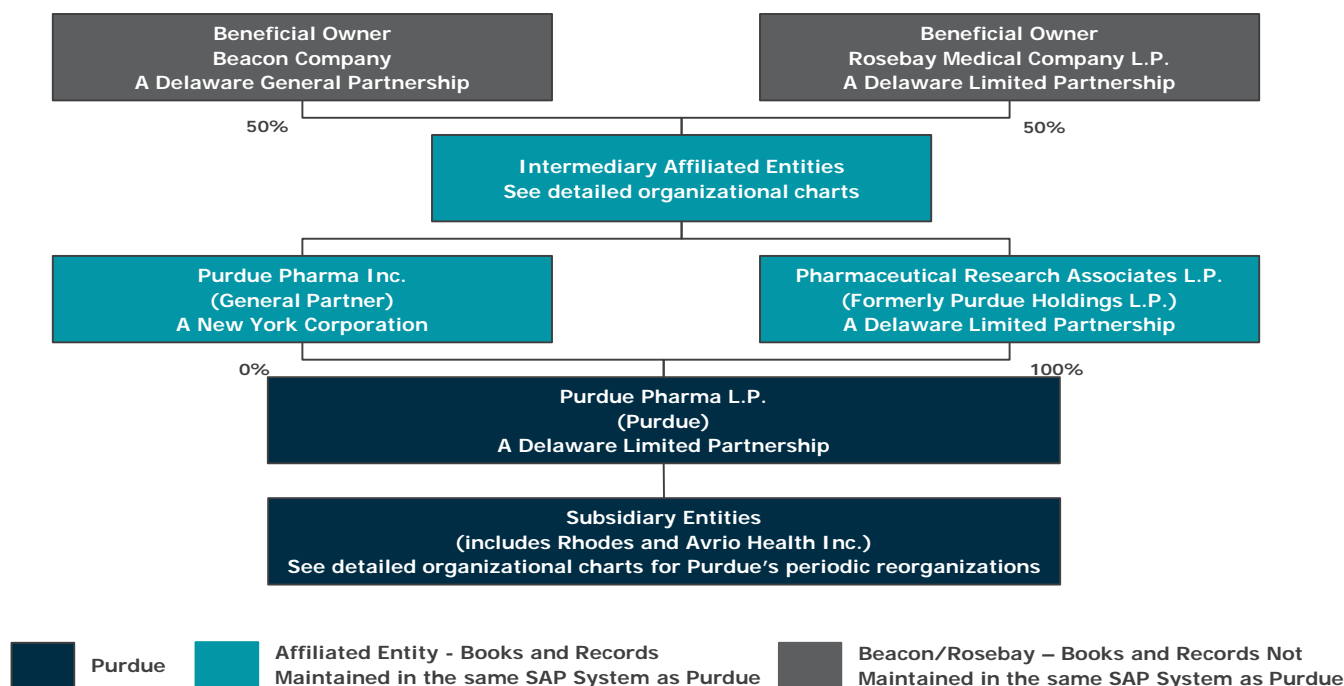 Beneficial Owner
Beacon Company
A Delaware General Partnership
Beneficial Owner
Rosebay Medical Company L.P.
A Delaware Limited Partnership
50%
50%
Intermediary Affiliated Entities
See detailed organizational charts
Purdue Pharma Inc.
(General Partner)
A New York Corporation
Pharmaceutical Research Associates L.P.
(Formerly Purdue Holdings L.P.)
A Delaware Limited Partnership
0%
100%
Purdue Pharma L.P.
(Purdue)
A Delaware Limited Partnership
Subsidiary Entities
(includes Rhodes and Avrio Health Inc.)
See detailed organizational charts for Purdue's periodic reorganizations
Purdue
Affiliated Entity - Books and Records
Maintained in the same SAP System as Purdue
Beacon/Rosebay – Books and Records Not
Maintained in the same SAP System as Purdue